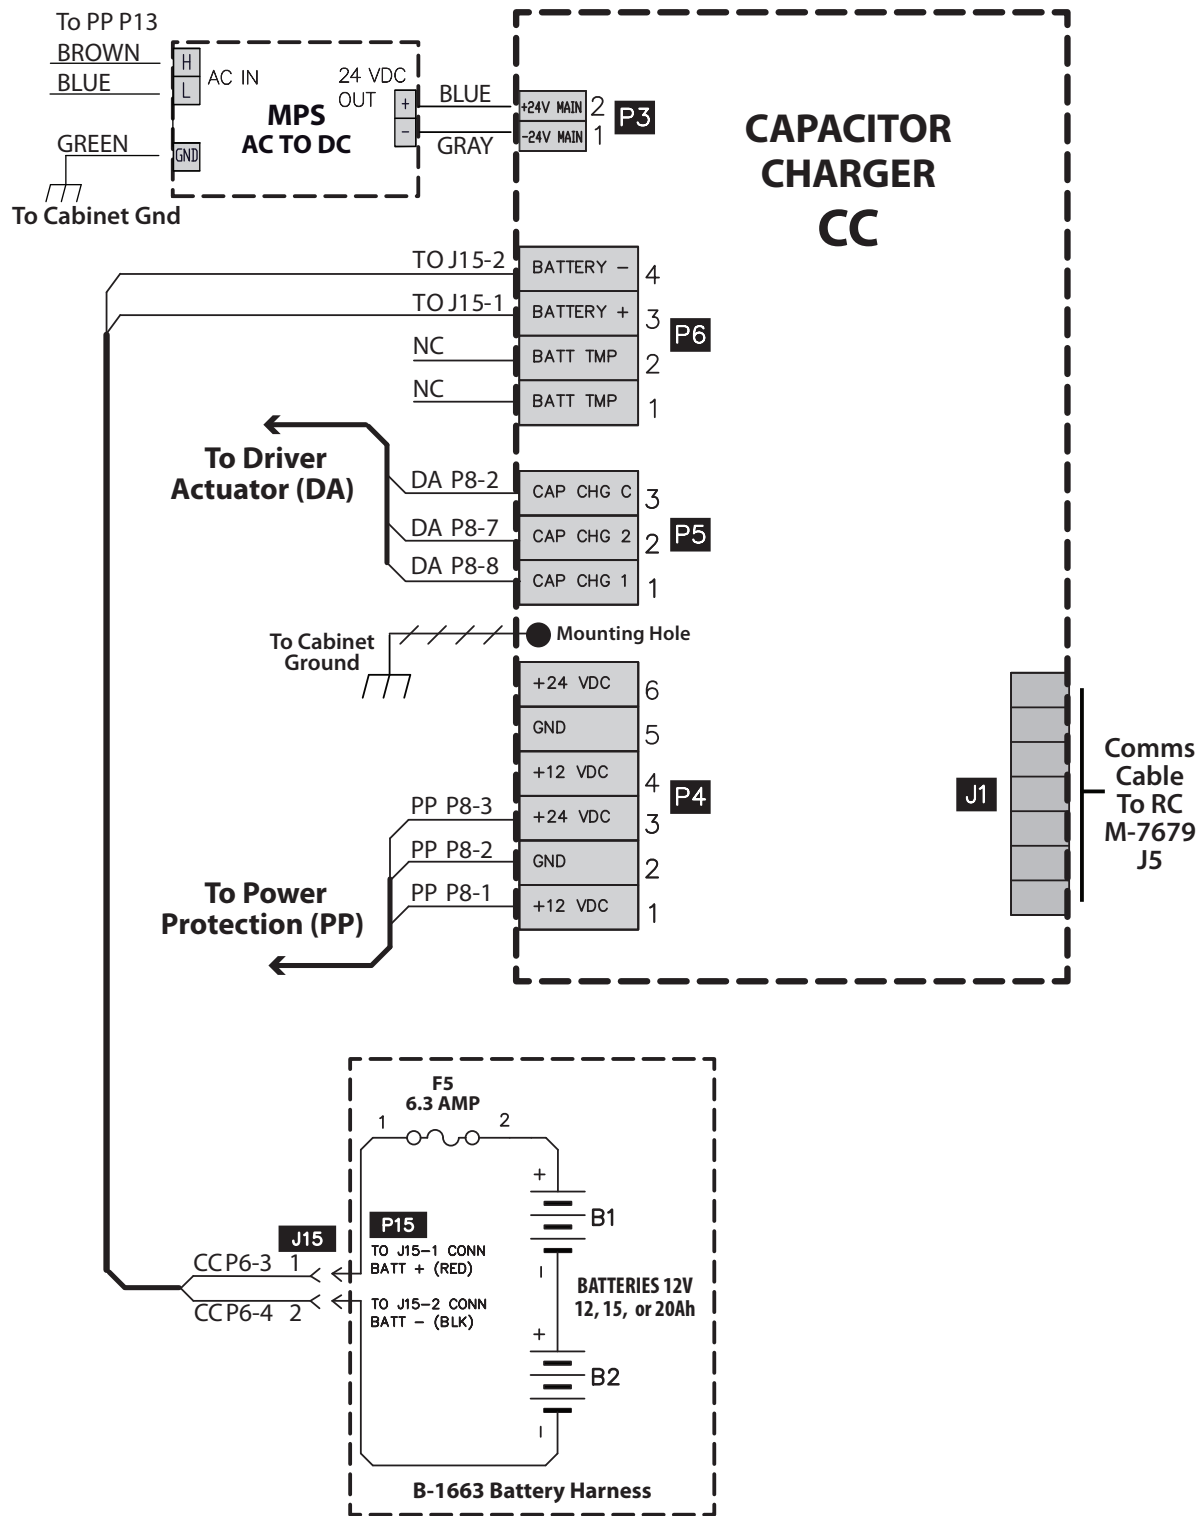 To PP P13
BROWN
BLUE
GREEN
To Cabinet Gnd
H
L
AC IN
GND
24 VDC
OUT
+
-
MPS
AC TO DC
BLUE
GRAY
+24V MAIN 2
-24V MAIN 1
P3
CAPACITOR
CHARGER
CC
TO J15-2
BATTERY - 4
TO J15-1
BATTERY + 3
NC
BATT TMP 2
NC
BATT TMP 1
P6
To Driver
Actuator (DA)
DA P8-2
CAP CHG C 3
DA P8-7
CAP CHG 2 2
DA P8-8
CAP CHG 1 1
P5
To Cabinet
Ground
Mounting Hole
+24 VDC 6
GND 5
+12 VDC 4
PP P8-3
+24 VDC 3
PP P8-2
GND 2
PP P8-1
+12 VDC 1
P4
To Power
Protection (PP)
J1
Comms
Cable
To RC
M-7679
J5
F5
6.3 AMP
1
2
+
B1
-
BATTERIES 12V
12, 15, or 20Ah
+
B2
-
J15
P15
CC P6-3 1
TO J15-1 CONN
BATT + (RED)
CC P6-4 2
TO J15-2 CONN
BATT - (BLK)
B-1663 Battery Harness